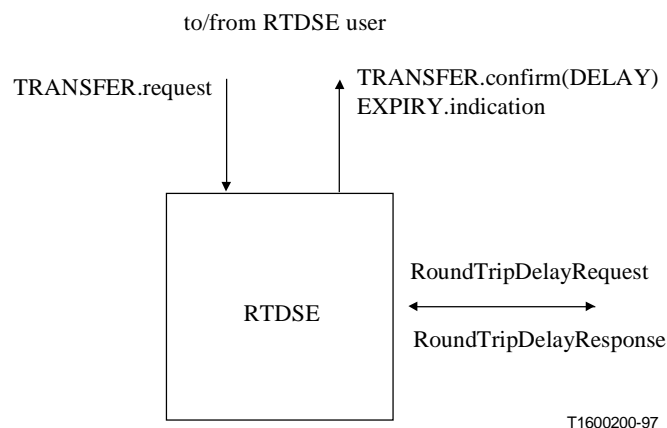 to/from RTDSE user
TRANSFER.request
TRANSFER.confirm(DELAY)
EXPIRY.indication
RTDSE
RoundTripDelayRequest
RoundTripDelayResponse
T1600200-97